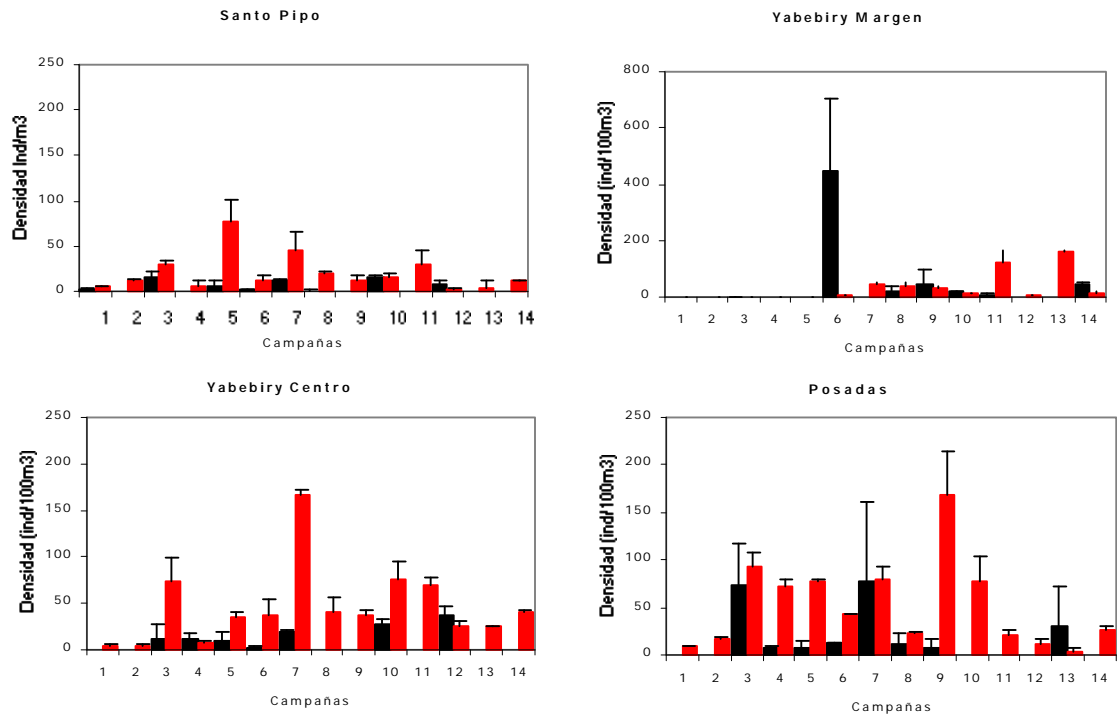 Santo Pipo
Densidad Ind/m3
250
200
150
100
50
0
1 2 3 4 5 6 7 8 9 10 11 12 13 14
Campañas
Yabebiry Margen
Densidad (ind/100m3)
800
600
400
200
0
1 2 3 4 5 6 7 8 9 10 11 12 13 14
Campañas
Yabebiry Centro
Densidad (ind/100m3)
250
200
150
100
50
0
1 2 3 4 5 6 7 8 9 10 11 12 13 14
Campañas
Posadas
Densidad (ind/100m3)
250
200
150
100
50
0
1 2 3 4 5 6 7 8 9 10 11 12 13 14
Campañas